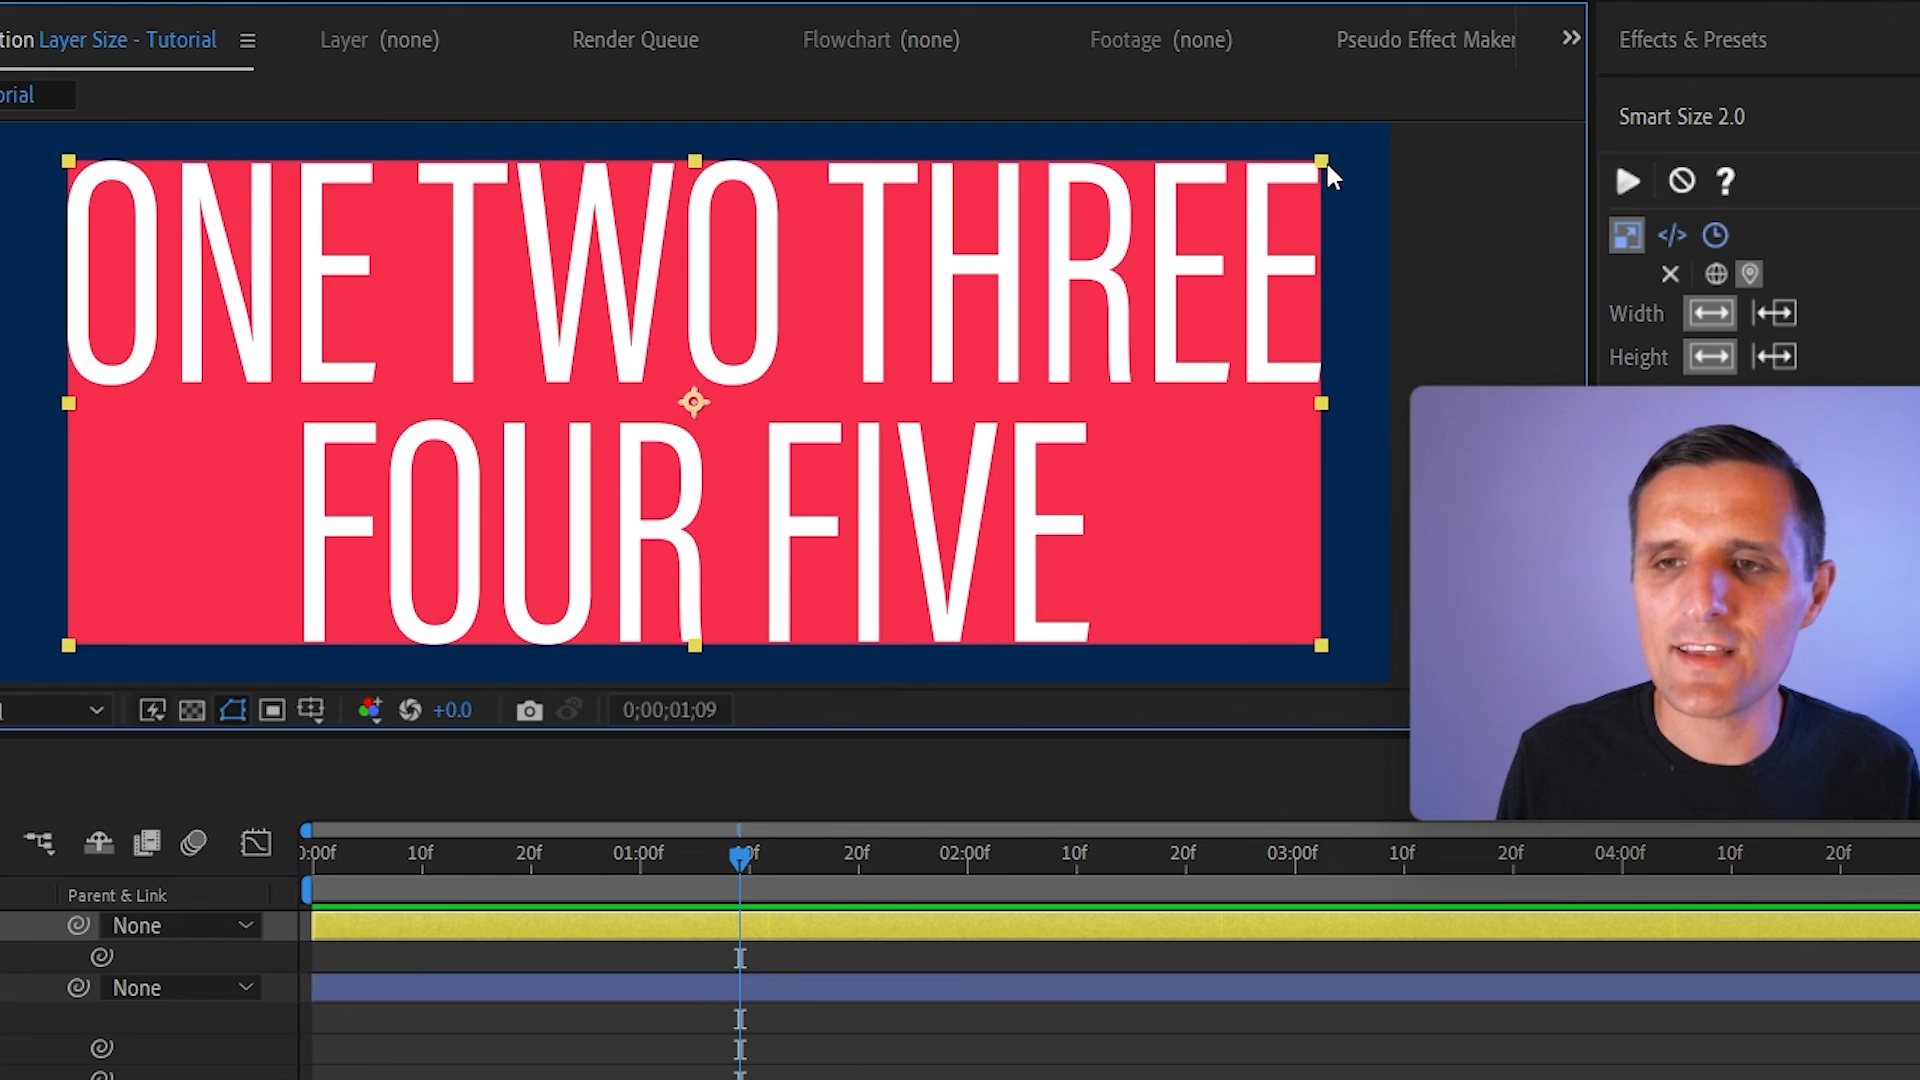 tion Layer Size - Tutorial
Layer (none)
Render Queue
Flowchart (none)
Footage (none)
Pseudo Effect Maker
Effects & Presets
orial
Smart Size 2.0
ONE TWO THREE
FOUR FIVE
Width
Height
+0.0
0;00;01;09
0:00f 10f 20f 01:00f 20f 02:00f 10f 20f 03:00f 10f 20f 04:00f 10f 20f
Parent & Link
None
None